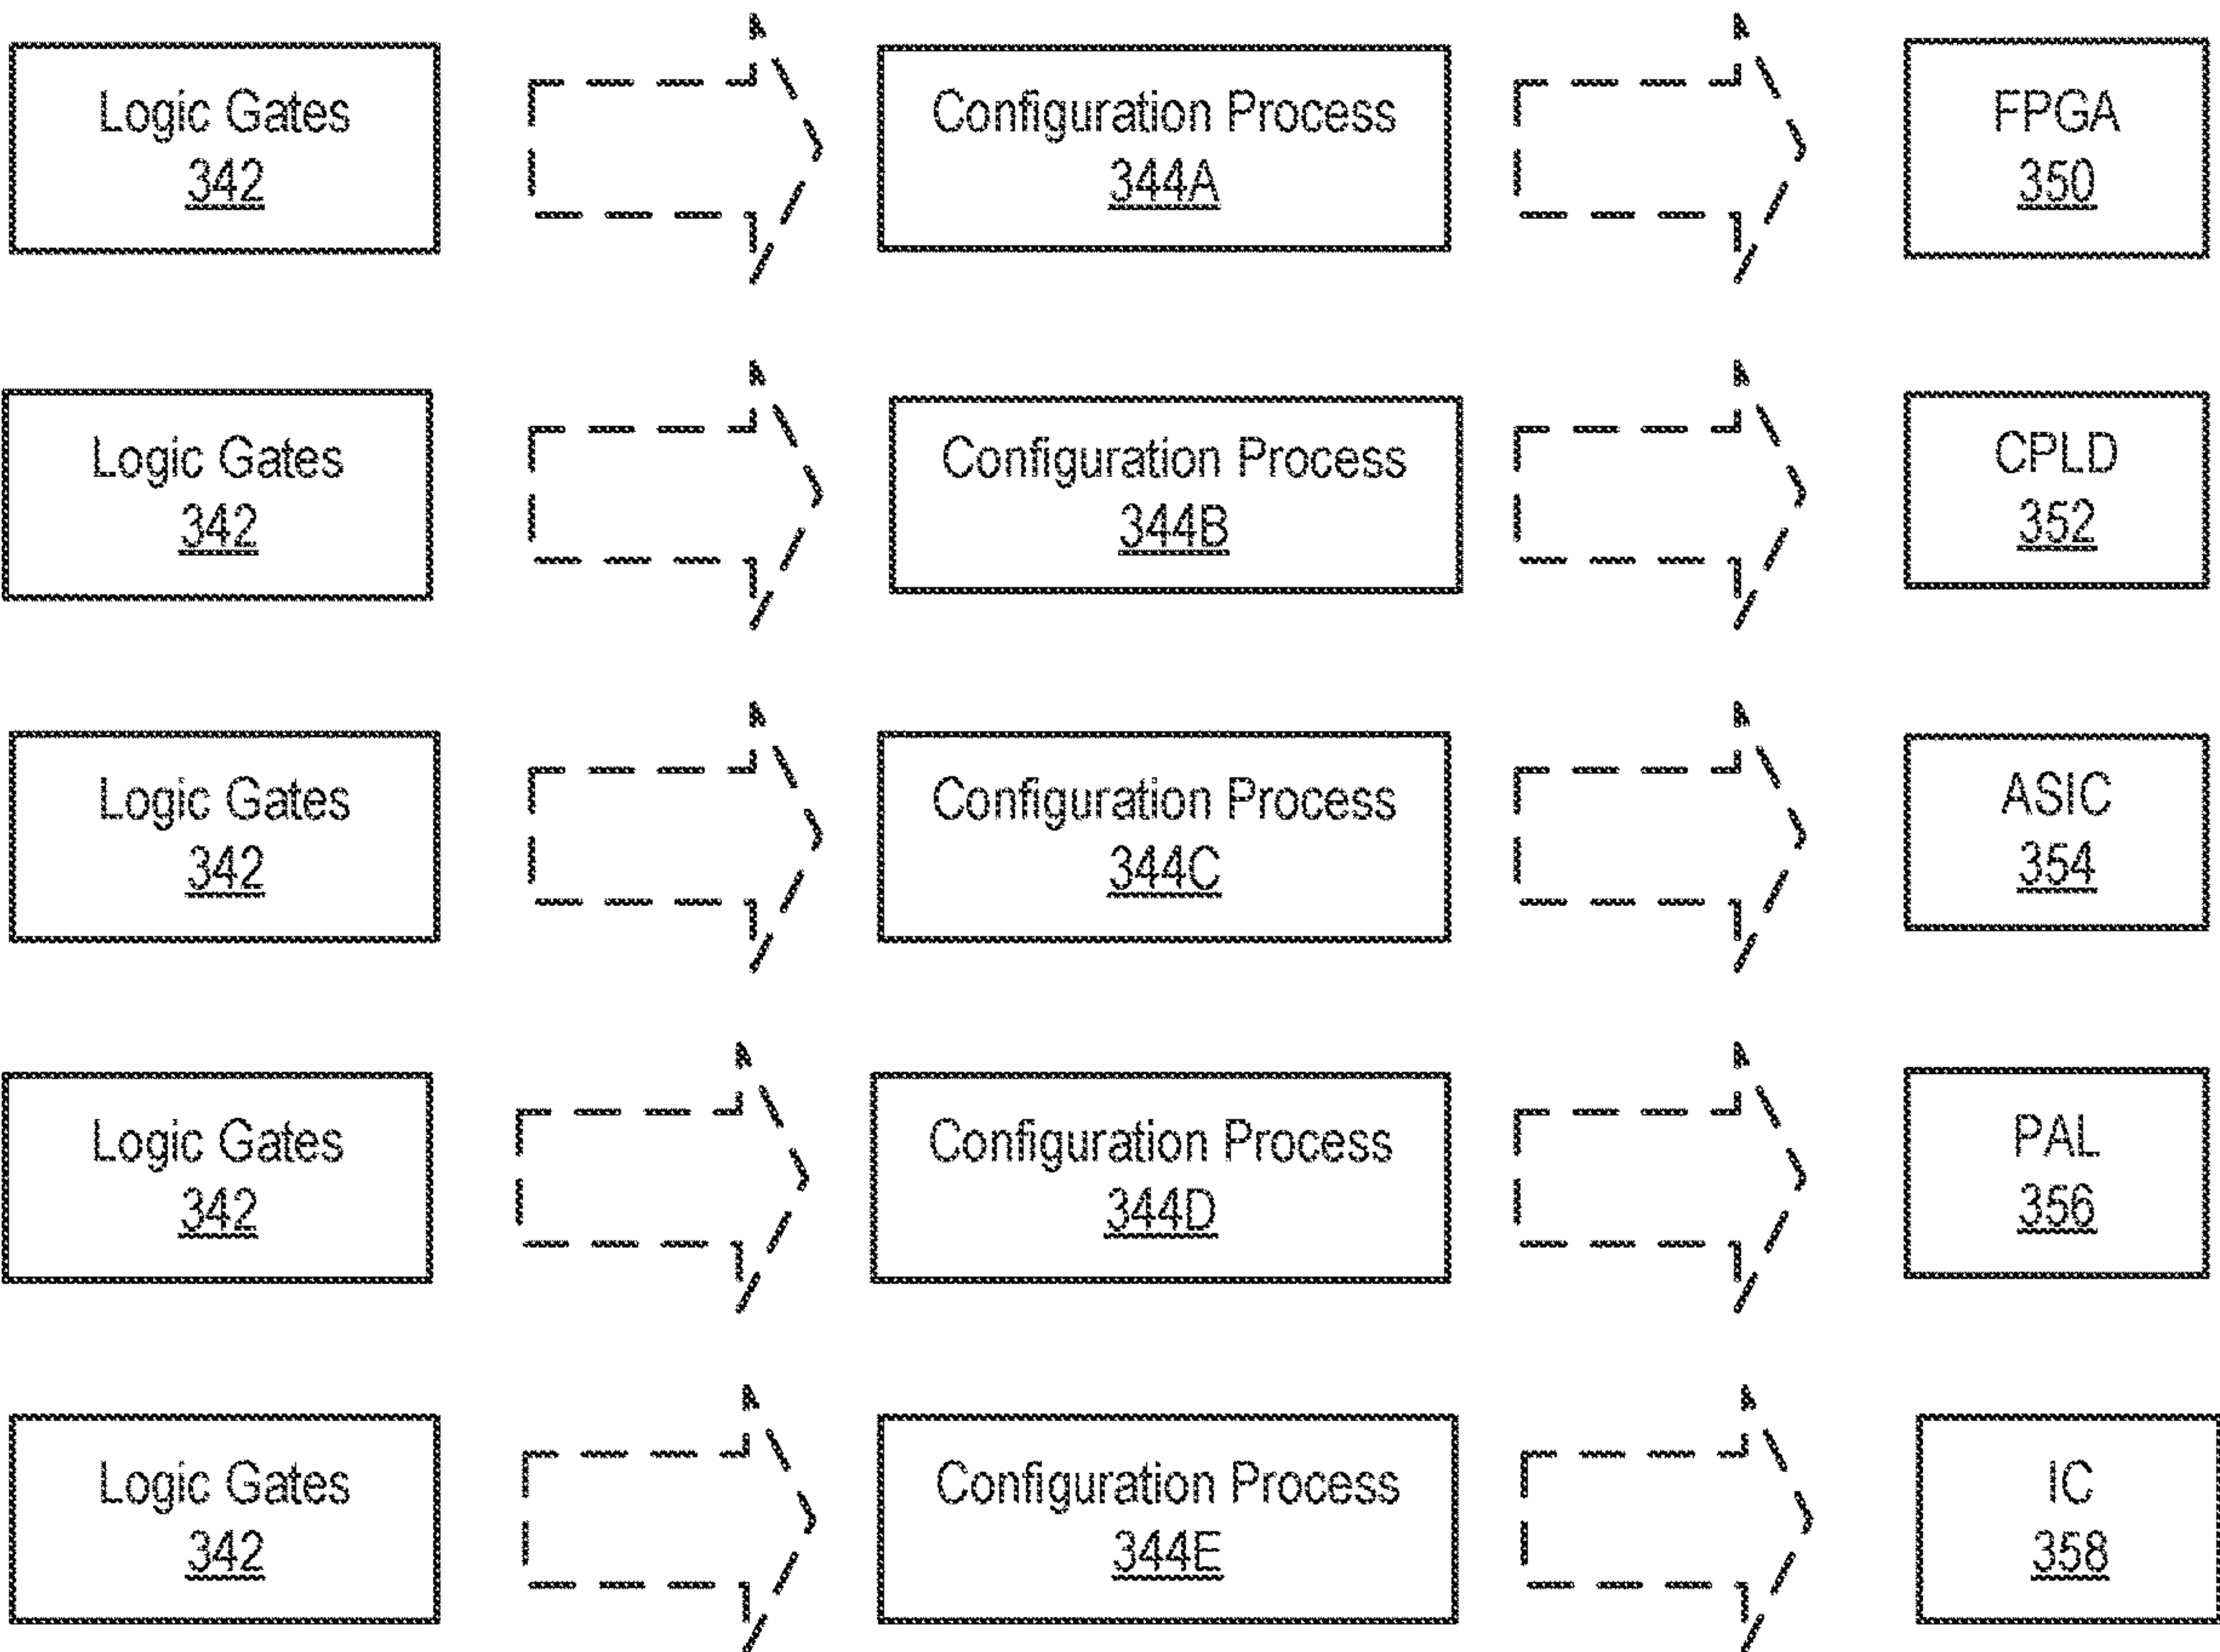 Logic Gates
342
Configuration Process
344A
FPGA
350
Logic Gates
342
Configuration Process
344B
CPLD
352
Logic Gates
342
Configuration Process
344C
ASIC
354
Logic Gates
342
Configuration Process
344D
PAL
356
Logic Gates
342
Configuration Process
344E
IC
358